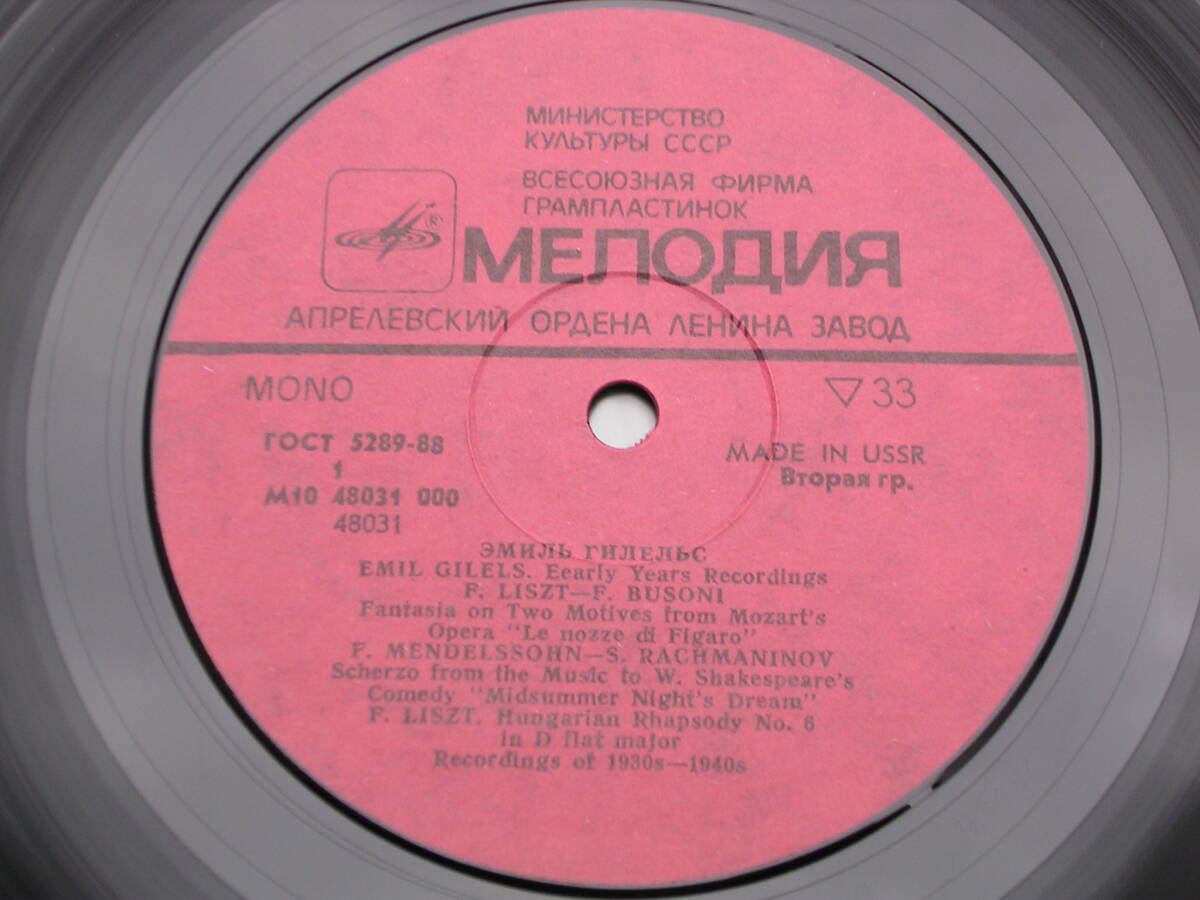 МИНИСТЕРСТВО
КУЛЬТУРЫ СССР
ВСЕСОЮЗНАЯ ФИРМА
ГРАМПЛАСТИНОК
®
МЕЛОДИЯ
АПРЕЛЕВСКИЙ ОРДЕНА ЛЕНИНА ЗАВОД
MONO
▽33
ГОСТ 5289-88
MADE IN USSR
1
Вторая гр.
М10 48031 000
48031
ЭМИЛЬ ГИЛЕЛЬС
EMIL GILELS. Eearly Years Recordings
F. LISZT—F. BUSONI
Fantasia on Two Motives from Mozart's
Opera "Le nozze di Figaro"
F. MENDELSSOHN—S. RACHMANINOV
Scherzo from the Music to W. Shakespeare's
Comedy "Midsummer Night's Dream"
F. LISZT. Hungarian Rhapsody No. 6
in D flat major
Recordings of 1930s—1940s